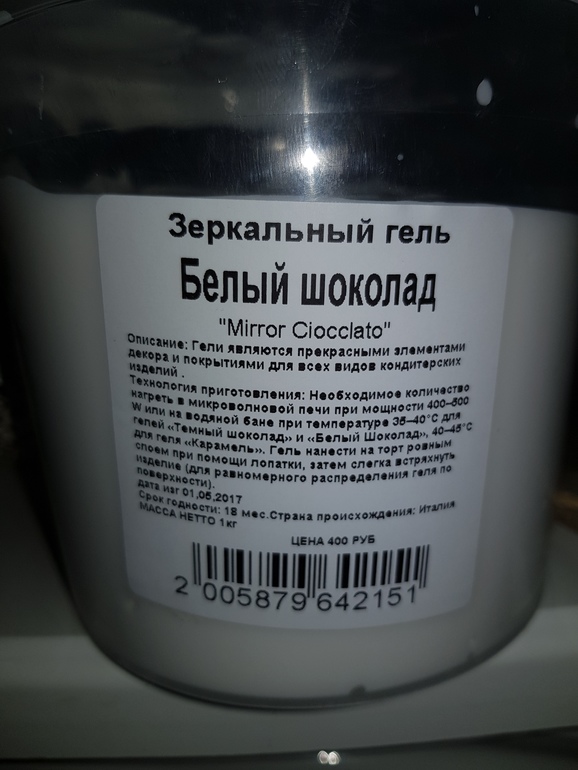 Зеркальный гель
Белый шоколад
"Mirror Ciocclato"
Описание: Гели являются прекрасными элементами
декора и покрытиями для всех видов кондитерских
изделий .
Технология приготовления: Необходимое количество
нагреть в микроволновой печи при мощности 400-500
W или на водяной бане при температуре 35-40°С для
гелей «Темный шоколад» и «Белый Шоколад», 40-45°С
для геля «Карамель». Гель нанести на торт ровным
слоем при помощи лопатки, затем слегка встряхнуть
изделие (для равномерного распределения геля по
поверхности).
дата изг 01,05,2017
Срок годности: 18 мес.Страна происхождения: Италия
МАССА НЕТТО 1кг
ЦЕНА 400 РУБ
2 005879 642151